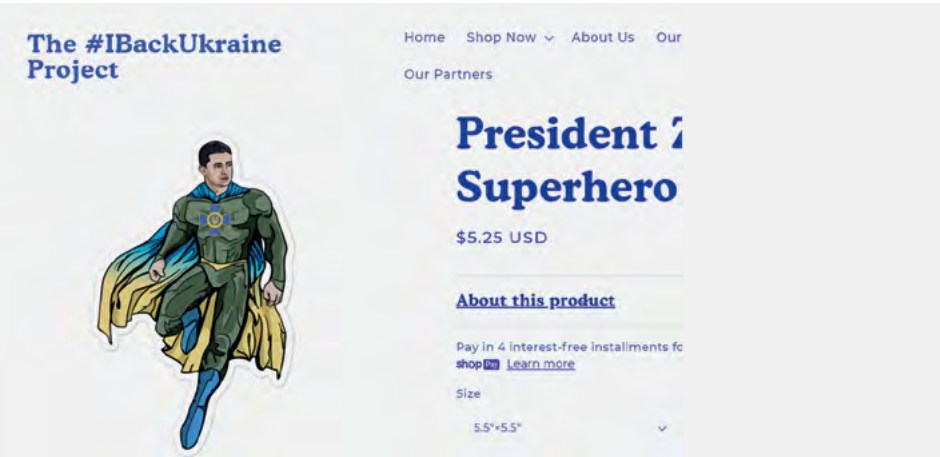 The #IBackUkraine
Project
Home Shop Now About Us Our
Our Partners
President
Superhero
$5.25 USD
About this product
Pay in 4 interest-free installments
shop Pay Learn more
Size
5.5"×5.5"